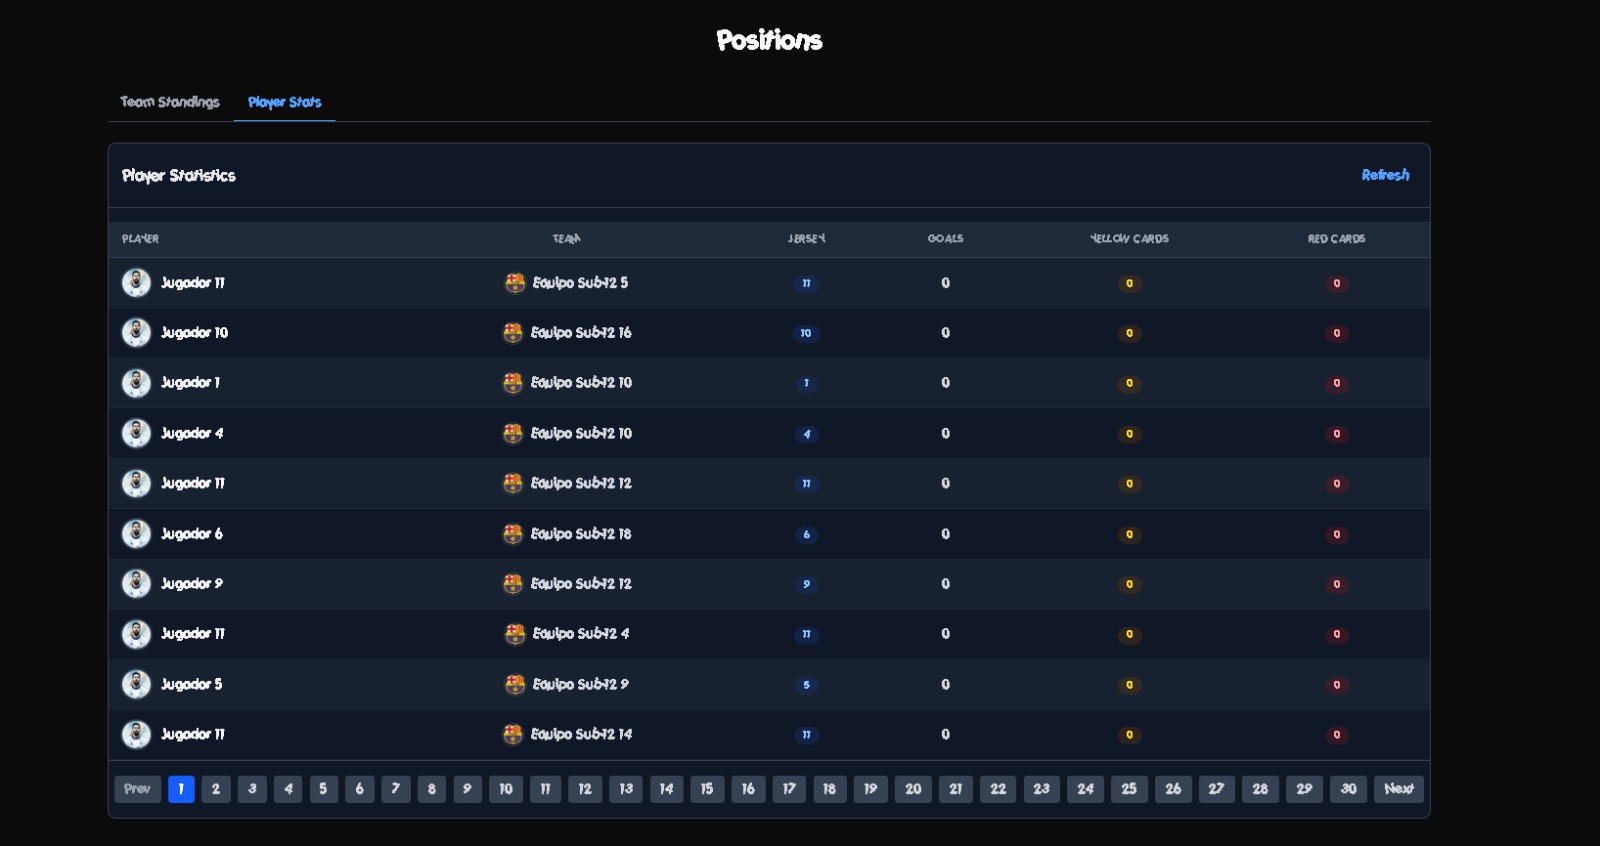 Positions
Team Standings Player Stats
Player Statistics Refresh
PLAYER TEAM JERSEY GOALS YELLOW CARDS RED CARDS
Jugador 11 Equipo Sub-12 5 11 0 0 0
Jugador 10 Equipo Sub-12 16 10 0 0 0
Jugador 1 Equipo Sub-12 10 1 0 0 0
Jugador 4 Equipo Sub-12 10 4 0 0 0
Jugador 11 Equipo Sub-12 12 11 0 0 0
Jugador 6 Equipo Sub-12 18 6 0 0 0
Jugador 9 Equipo Sub-12 12 9 0 0 0
Jugador 11 Equipo Sub-12 4 11 0 0 0
Jugador 5 Equipo Sub-12 9 5 0 0 0
Jugador 11 Equipo Sub-12 14 11 0 0 0
Prev 1 2 3 4 5 6 7 8 9 10 11 12 13 14 15 16 17 18 19 20 21 22 23 24 25 26 27 28 29 30 Next